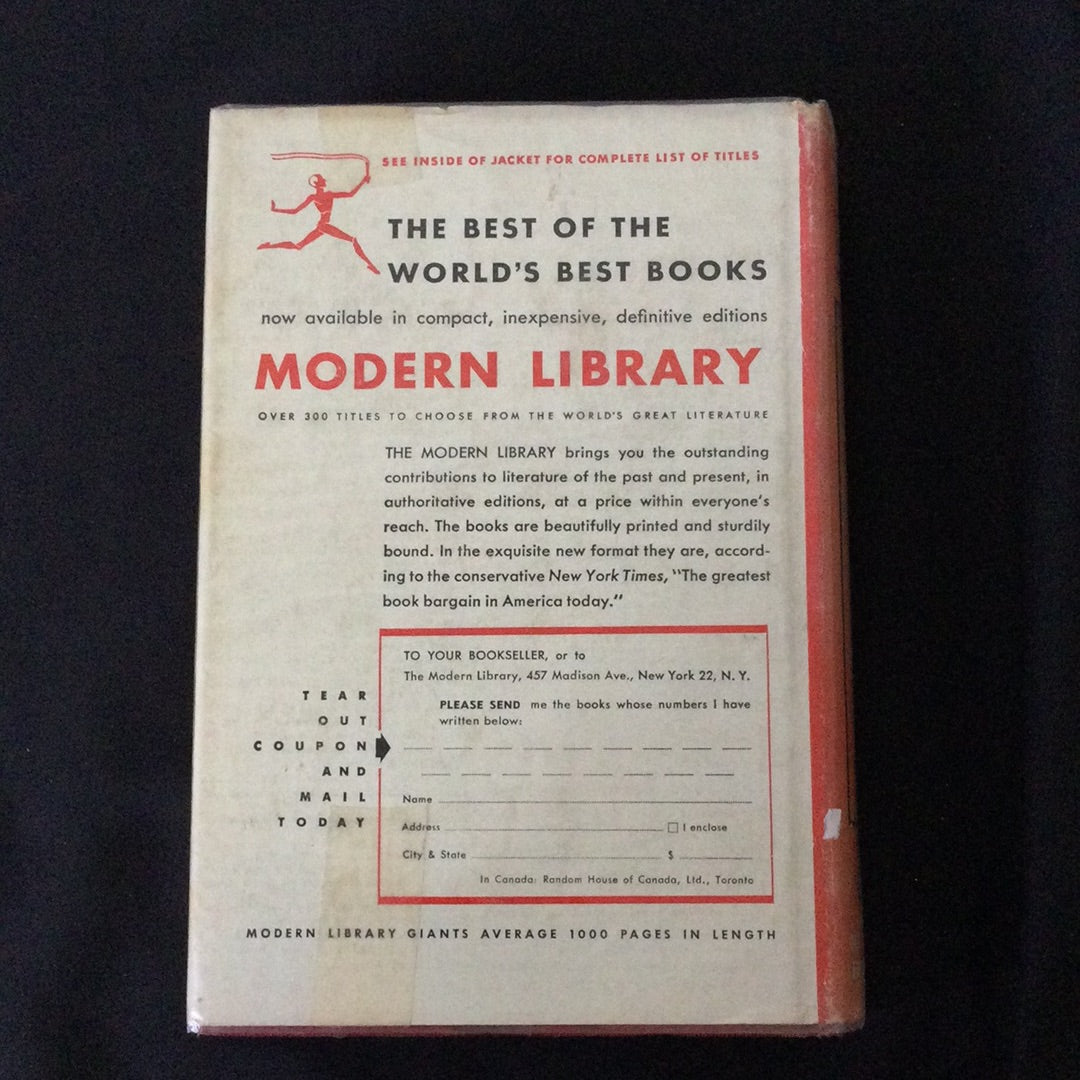 SEE INSIDE OF JACKET FOR COMPLETE LIST OF TITLES
THE BEST OF THE
WORLD'S BEST BOOKS
now available in compact, inexpensive, definitive editions
MODERN LIBRARY
OVER 300 TITLES TO CHOOSE FROM THE WORLD'S GREAT LITERATURE
THE MODERN LIBRARY brings you the outstanding
contributions to literature of the past and present, in
authoritative editions, at a price within everyone's
reach. The books are beautifully printed and sturdily
bound. In the exquisite new format they are, accord-
ing to the conservative New York Times, "The greatest
book bargain in America today."
TEAR
OUT
COUPON
AND
MAIL
TODAY
TO YOUR BOOKSELLER, or to
The Modern Library, 457 Madison Ave., New York 22, N. Y.
PLEASE SEND me the books whose numbers I have
written below:
Name
Address □ I enclose
City & State $
In Canada: Random House of Canada, Ltd., Toronto
MODERN LIBRARY GIANTS AVERAGE 1000 PAGES IN LENGTH